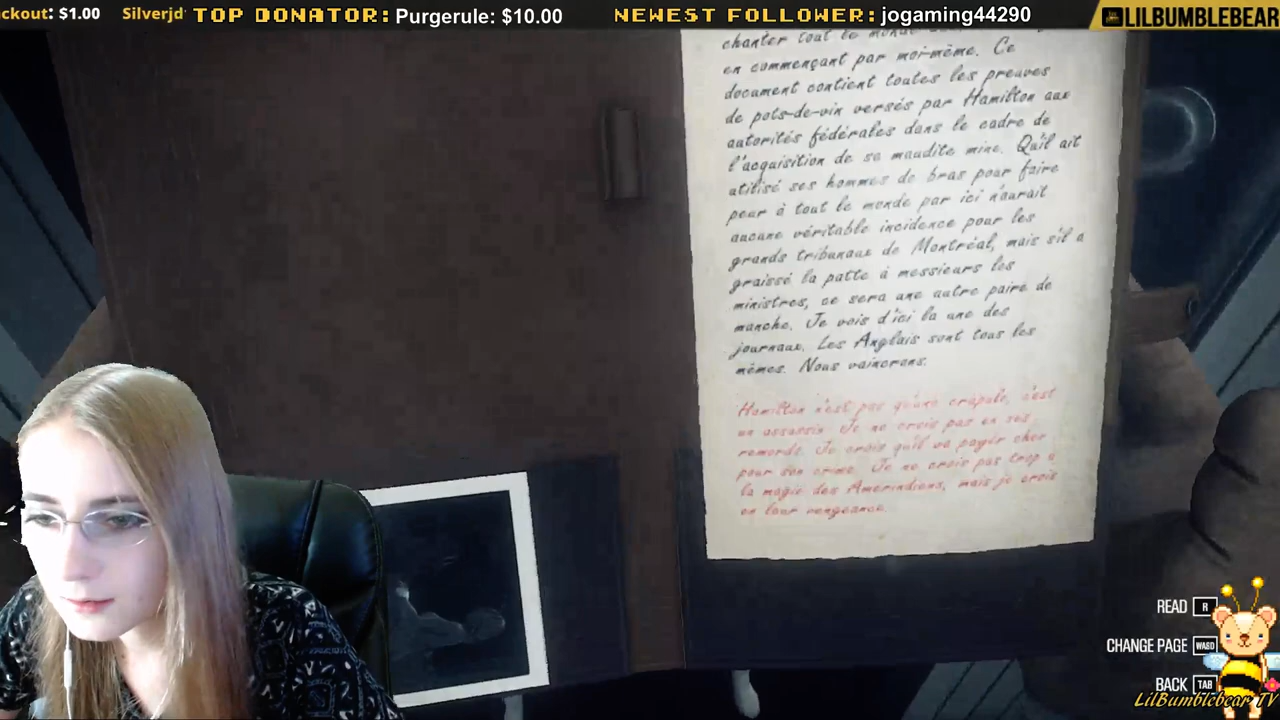 ckout: $1.00 Silverjd TOP DONATOR: Purgerule: $10.00 NEWEST FOLLOWER: jogaming44290 LILBUMBLEBEAR
chanter tout le monde
en commençant par moi-même. Ce
document contient toutes les preuves
de pots-de-vin versés par Hamilton aux
autorités fédérales dans le cadre de
l'acquisition de sa maudite mine. Qu'il ait
utilisé ses hommes de bras pour faire
peur à tout le monde par ici n'aurait
aucune véritable incidence pour les
grands tribunaux de Montréal, mais s'il a
graissé la patte à messieurs les
ministres, ce sera une autre paire de
manche. Je vois d'ici la une des
journaux. Les Anglais sont tous les
mêmes. Nous vaincrons.
Hamilton n'est pas qu'une crapule, c'est
un assassin. Je ne crois pas en ses
remords. Je crois qu'il va payer cher
pour son crime. Je ne crois pas trop à
la magie des Amérindiens, mais je crois
en leur vengeance.
READ R
CHANGE PAGE WASD
BACK TAB
LilBumblebear TV